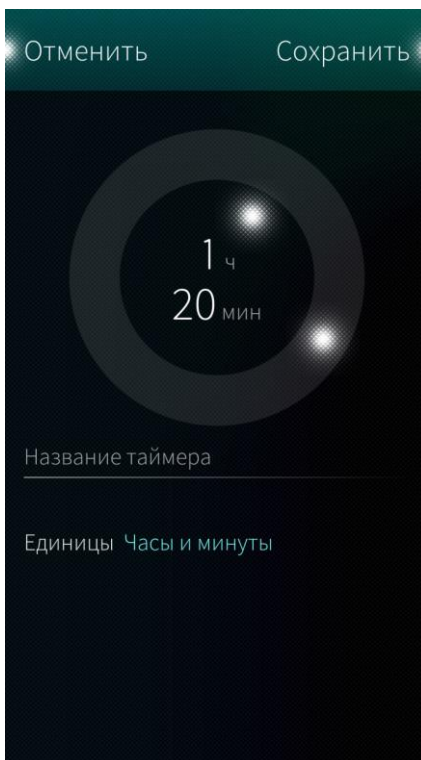 Отменить Сохранить
1 ч
20 мин
Название таймера
Единицы Часы и минуты